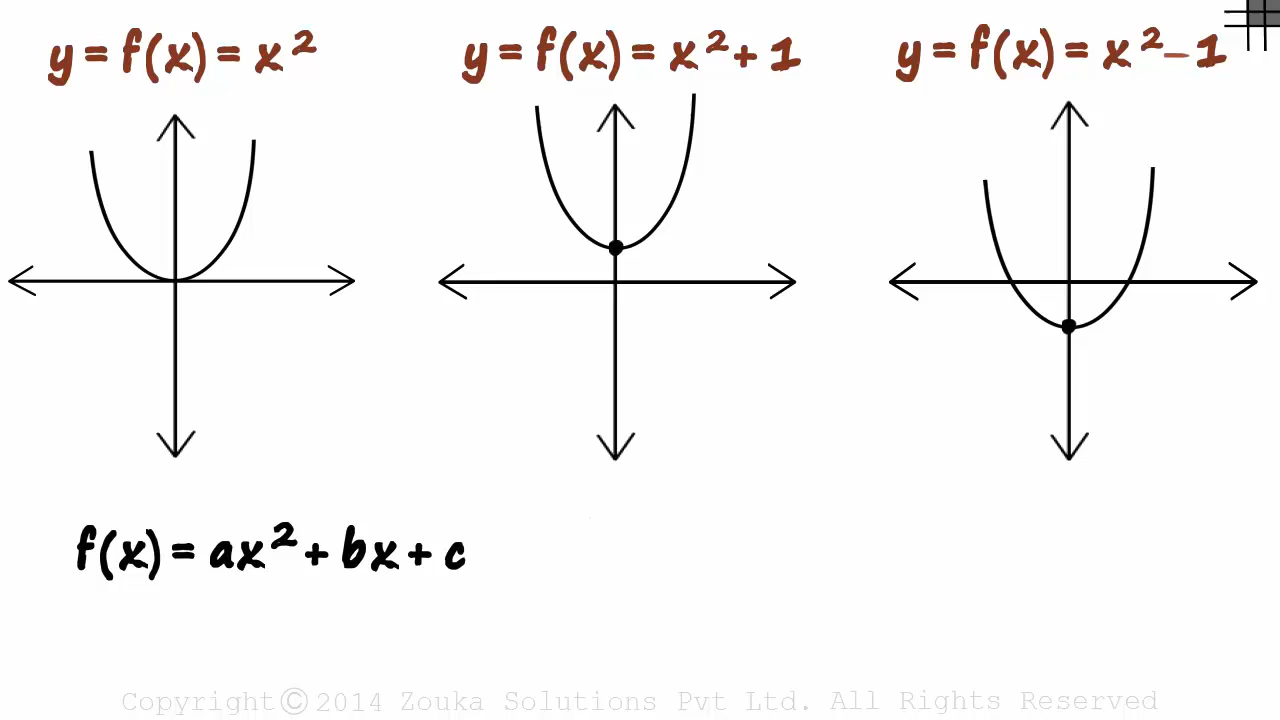 y = f(x) = x² y = f(x) = x² + 1 y = f(x) = x² – 1
f(x) = ax² + bx + c
Copyright © 2014 Zouka Solutions Pvt Ltd. All Rights Reserved